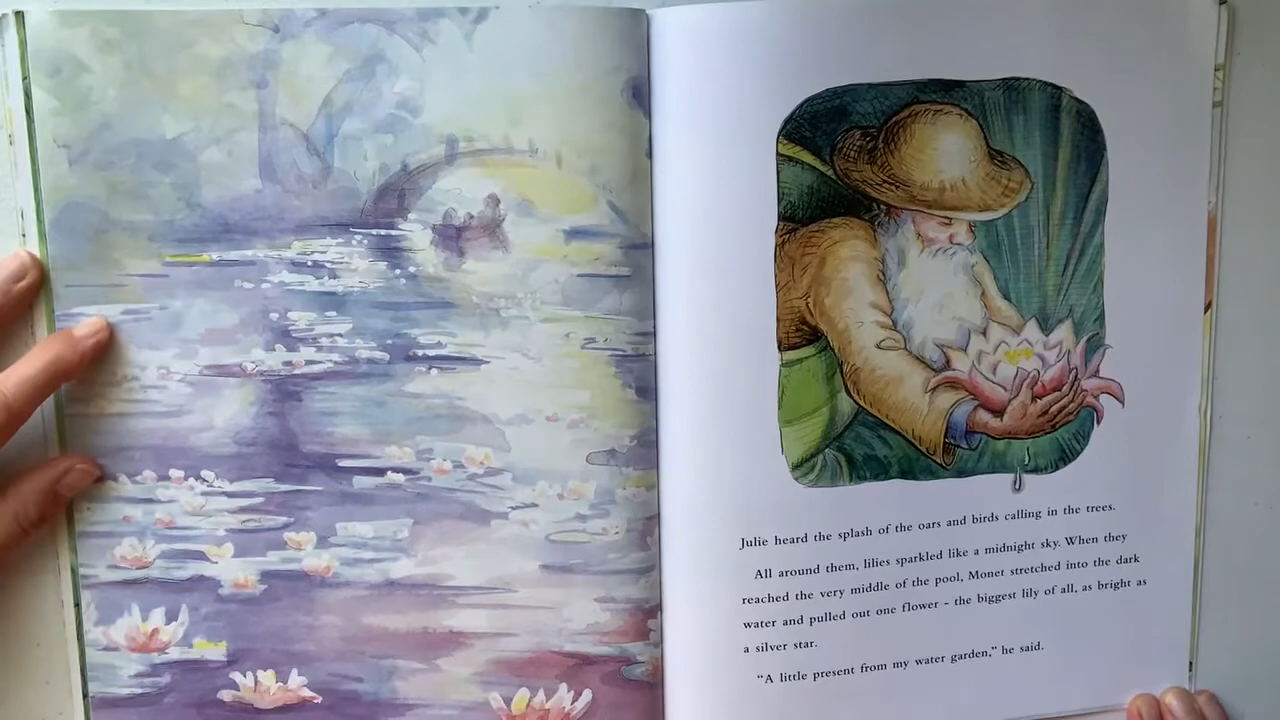 Julie heard the splash of the oars and birds calling in the trees.
All around them, lilies sparkled like a midnight sky. When they
reached the very middle of the pool, Monet stretched into the dark
water and pulled out one flower - the biggest lily of all, as bright as
a silver star.
“A little present from my water garden,” he said.